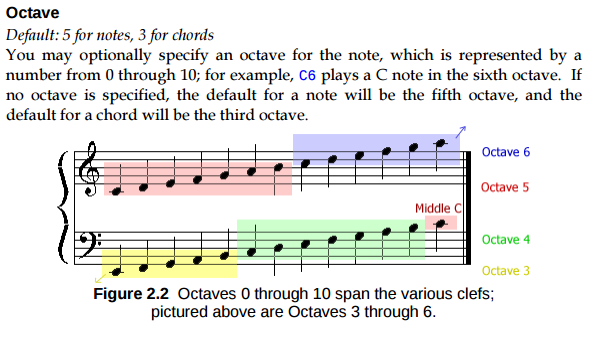 Octave
Default: 5 for notes, 3 for chords
You may optionally specify an octave for the note, which is represented by a
number from 0 through 10; for example, C6 plays a C note in the sixth octave. If
no octave is specified, the default for a note will be the fifth octave, and the
default for a chord will be the third octave.
Octave 6
Octave 5
Middle C
Octave 4
Octave 3
Figure 2.2 Octaves 0 through 10 span the various clefs;
pictured above are Octaves 3 through 6.